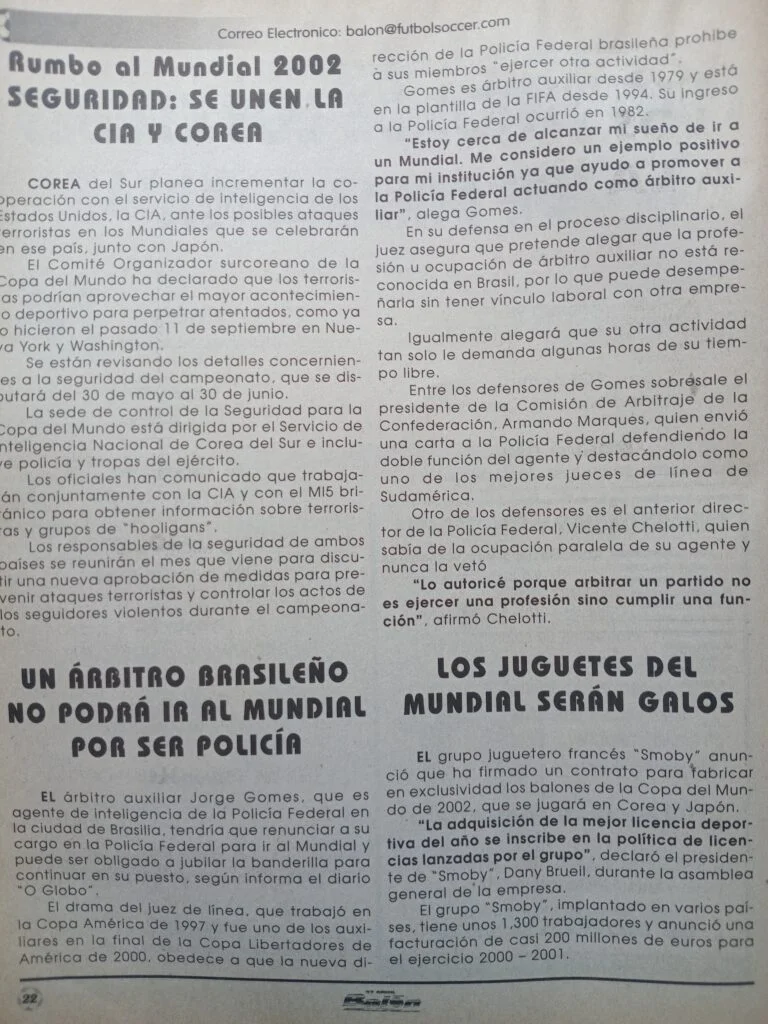 Correo Electronico: balon@futbolsoccer.com
Rumbo al Mundial 2002
SEGURIDAD: SE UNEN LA
CIA Y COREA
COREA del Sur planea incrementar la co-
operación con el servicio de inteligencia de los
Estados Unidos, la CIA, ante los posibles ataques
terroristas en los Mundiales que se celebrarán
en ese país, junto con Japón.
El Comité Organizador surcoreano de la
Copa del Mundo ha declarado que los terroris-
as podrían aprovechar el mayor acontecimien-
o deportivo para perpetrar atentados, como ya
o hicieron el pasado 11 de septiembre en Nue-
va York y Washington.
Se están revisando los detalles concernien-
es a la seguridad del campeonato, que se dis-
putará del 30 de mayo al 30 de junio.
La sede de control de la Seguridad para la
Copa del Mundo está dirigida por el Servicio de
Inteligencia Nacional de Corea del Sur e inclu-
ye policía y tropas del ejército.
Los oficiales han comunicado que trabaja-
án conjuntamente con la CIA y con el MI5 bri-
ánico para obtener información sobre terroris-
as y grupos de "hooligans".
Los responsables de la seguridad de ambos
países se reunirán el mes que viene para discu-
tir una nueva aprobación de medidas para pre-
venir ataques terroristas y controlar los actos de
los seguidores violentos durante el campeona-
to.
UN ÁRBITRO BRASILEÑO
NO PODRÁ IR AL MUNDIAL
POR SER POLICÍA
EL árbitro auxiliar Jorge Gomes, que es
agente de inteligencia de la Policía Federal en
la ciudad de Brasilia, tendría que renunciar a su
cargo en la Policía Federal para ir al Mundial y
puede ser obligado a jubilar la banderilla para
continuar en su puesto, según informa el diario
"O Globo".
El drama del juez de línea, que trabajó en
la Copa América de 1997 y fue uno de los auxi-
liares en la final de la Copa Libertadores de
América de 2000, obedece a que la nueva di-
rección de la Policía Federal brasileña prohibe
a sus miembros "ejercer otra actividad".
Gomes es árbitro auxiliar desde 1979 y está
en la plantilla de la FIFA desde 1994. Su ingreso
a la Policía Federal ocurrió en 1982.
"Estoy cerca de alcanzar mi sueño de ir a
un Mundial. Me considero un ejemplo positivo
para mi institución ya que ayudo a promover a
la Policía Federal actuando como árbitro auxi-
liar", alega Gomes.
En su defensa en el proceso disciplinario, el
juez asegura que pretende alegar que la profe-
sión u ocupación de árbitro auxiliar no está re-
conocida en Brasil, por lo que puede desempe-
ñarla sin tener vínculo laboral con otra empre-
sa.
Igualmente alegará que su otra actividad
tan solo le demanda algunas horas de su tiem-
po libre.
Entre los defensores de Gomes sobresale el
presidente de la Comisión de Arbitraje de la
Confederación, Armando Marques, quien envió
una carta a la Policía Federal defendiendo la
doble función del agente y destacándolo como
uno de los mejores jueces de línea de
Sudamérica.
Otro de los defensores es el anterior direc-
tor de la Policía Federal, Vicente Chelotti, quien
sabía de la ocupación paralela de su agente y
nunca la vetó
"Lo autoricé porque arbitrar un partido no
es ejercer una profesión sino cumplir una fun-
ción", afirmó Chelotti.
LOS JUGUETES DEL
MUNDIAL SERÁN GALOS
EL grupo juguetero francés "Smoby" anun-
ció que ha firmado un contrato para fabricar
en exclusividad los balones de la Copa del Mun-
do de 2002, que se jugará en Corea y Japón.
"La adquisición de la mejor licencia depor-
tiva del año se inscribe en la política de licen-
cias lanzadas por el grupo", declaró el presiden-
te de "Smoby", Dany Brueil, durante la asamblea
general de la empresa.
El grupo "Smoby", implantado en varios paí-
ses, tiene unos 1,300 trabajadores y anunció una
facturación de casi 200 millones de euros para
el ejercicio 2000 - 2001.
22
Balón